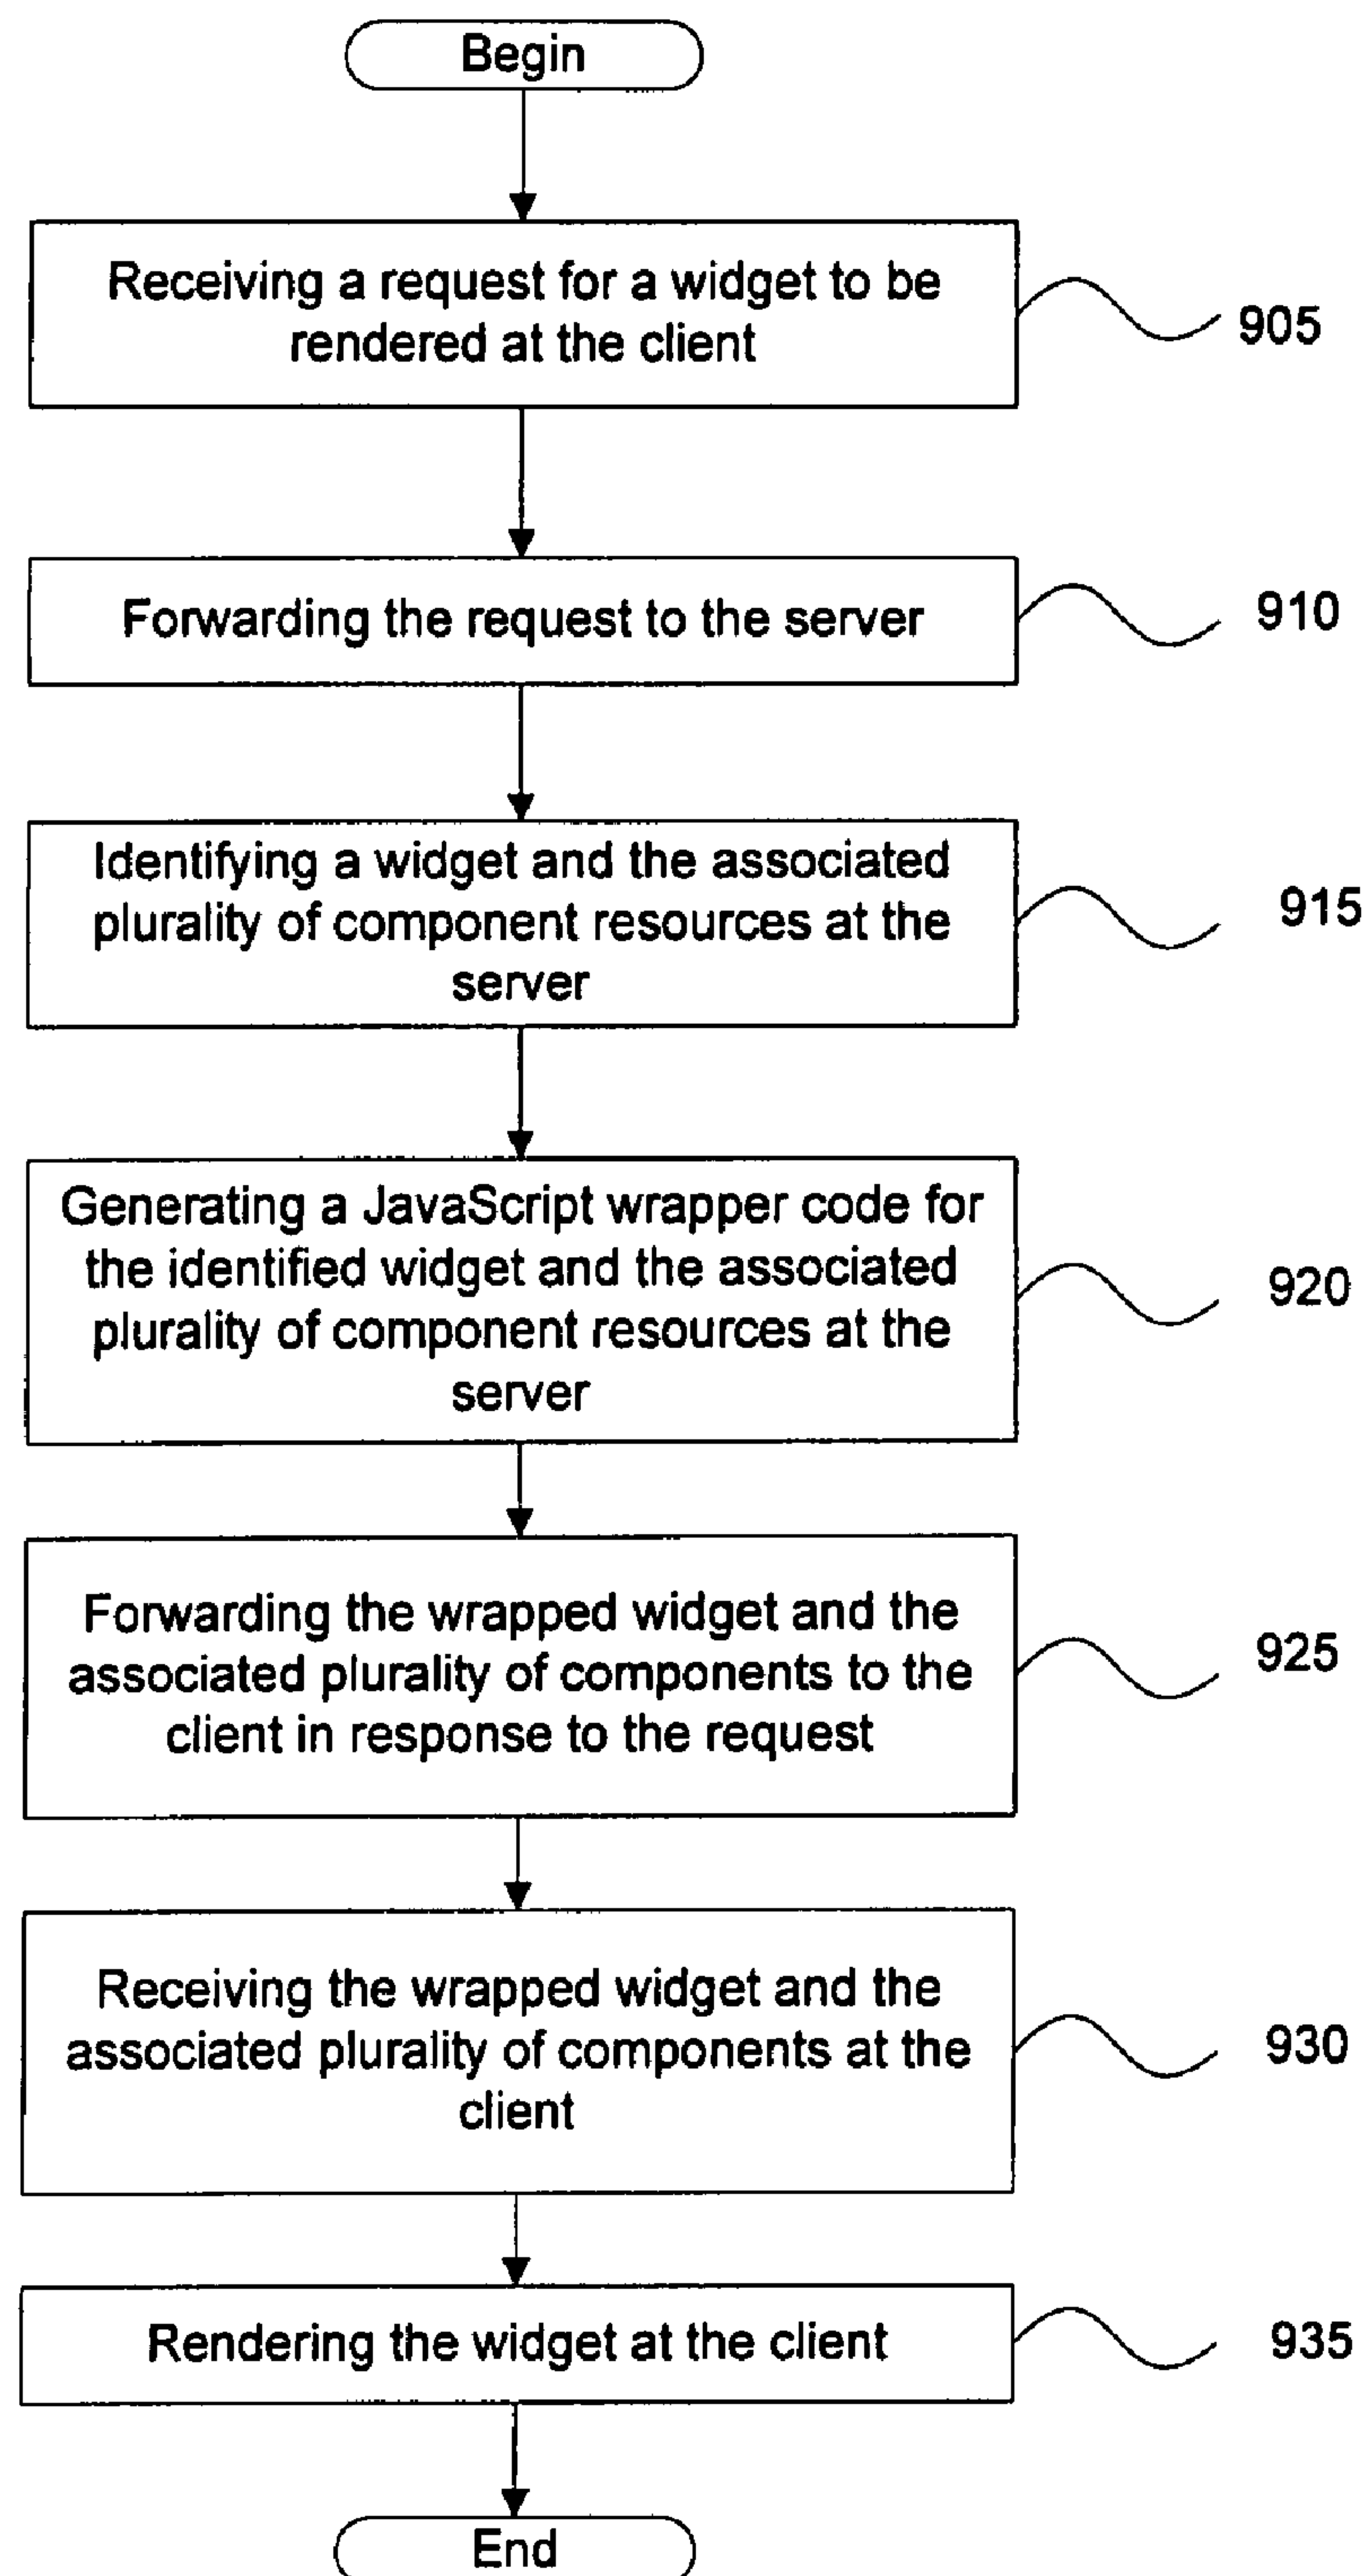 Begin
Receiving a request for a widget to be
rendered at the client
905
Forwarding the request to the server
910
Identifying a widget and the associated
plurality of component resources at the
server
915
Generating a JavaScript wrapper code for
the identified widget and the associated
plurality of component resources at the
server
920
Forwarding the wrapped widget and the
associated plurality of components to the
client in response to the request
925
Receiving the wrapped widget and the
associated plurality of components at the
client
930
Rendering the widget at the client
935
End